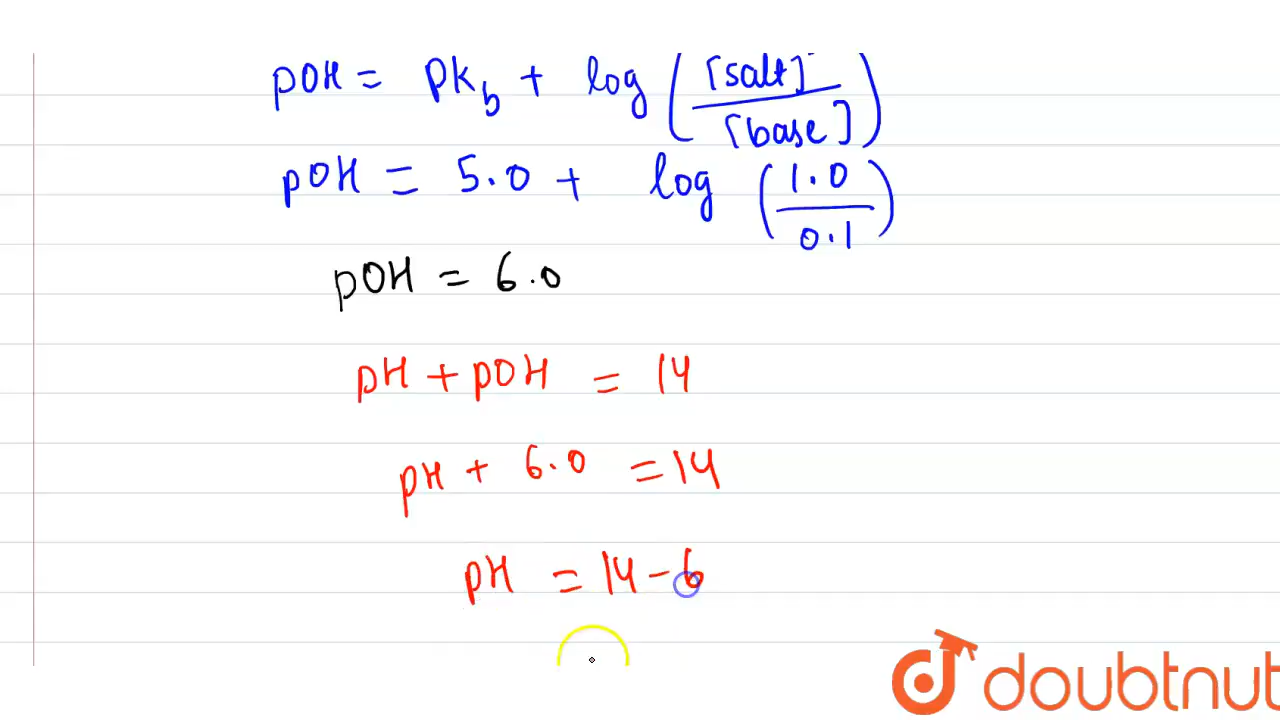 pOH = pKb + log ([salt]/[base])
pOH = 5.0 + log (1.0/0.1)
pOH = 6.0
pH + pOH = 14
pH + 6.0 = 14
pH = 14 - 6
doubtnut